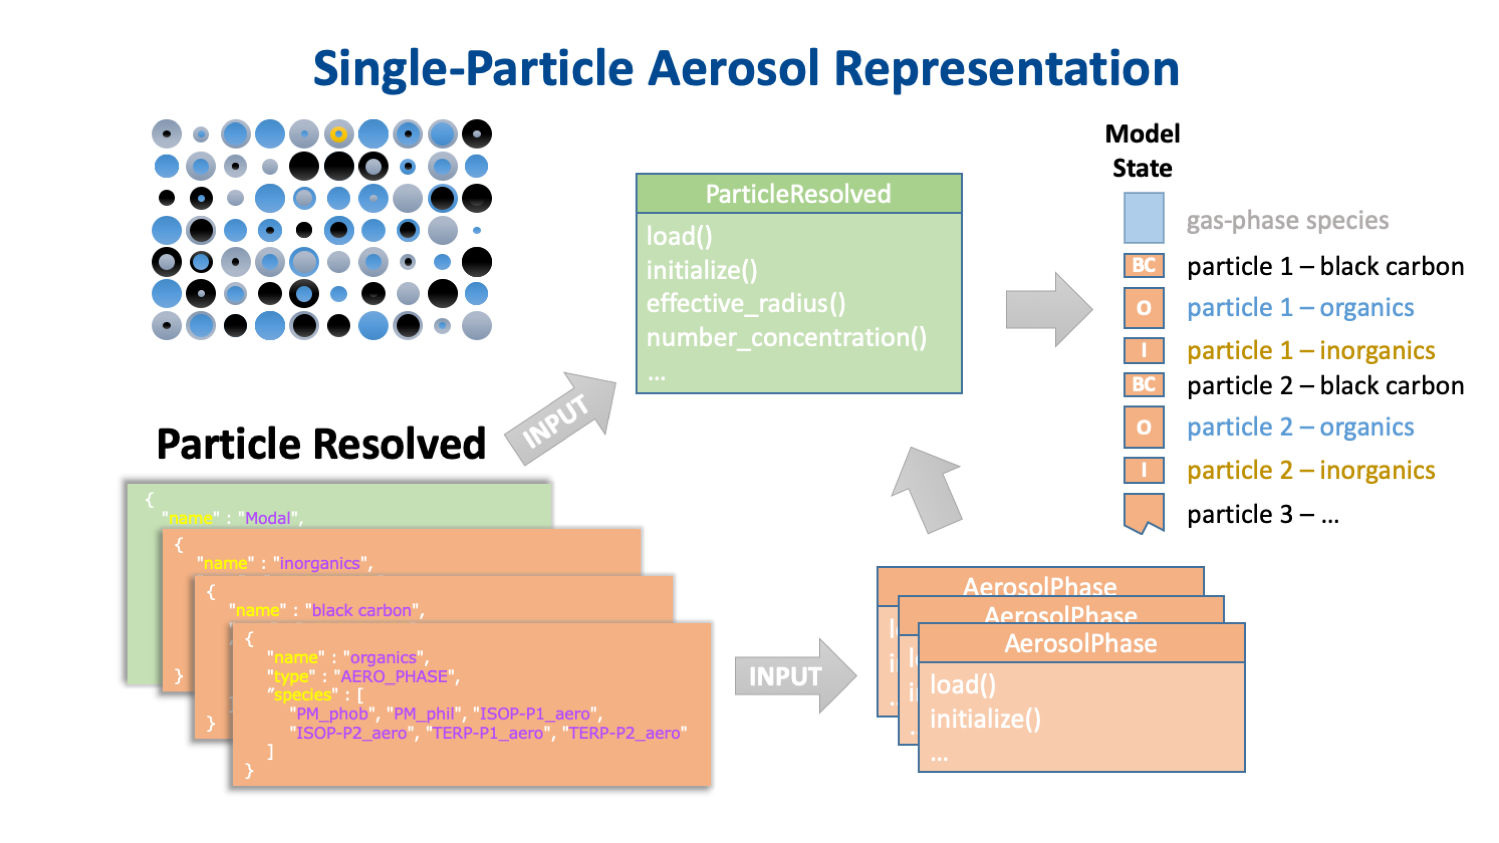 Single-Particle Aerosol Representation
Particle Resolved
{
"name" : "Modal",
{
"name" : "inorganics",
}
{
"name" : "black carbon",
}
{
"name" : "organics",
"type" : "AERO_PHASE",
"species" : [
"PM_phob", "PM_phil", "ISOP-P1_aero",
"ISOP-P2_aero", "TERP-P1_aero", "TERP-P2_aero"
]
}
INPUT
INPUT
ParticleResolved
load()
initialize()
effective_radius()
number_concentration()
...
AerosolPhase
AerosolPhase
AerosolPhase
load()
initialize()
...
Model
State
gas-phase species
BC particle 1 – black carbon
O particle 1 – organics
I particle 1 – inorganics
BC particle 2 – black carbon
O particle 2 – organics
I particle 2 – inorganics
particle 3 – ...